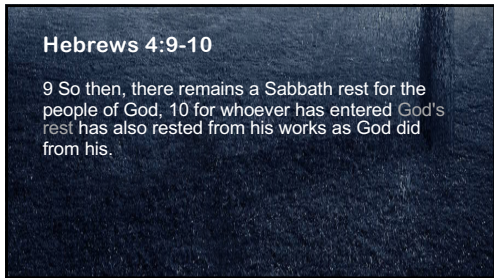 Hebrews 4:9-10
9 So then, there remains a Sabbath rest for the
people of God, 10 for whoever has entered God's
rest has also rested from his works as God did
from his.